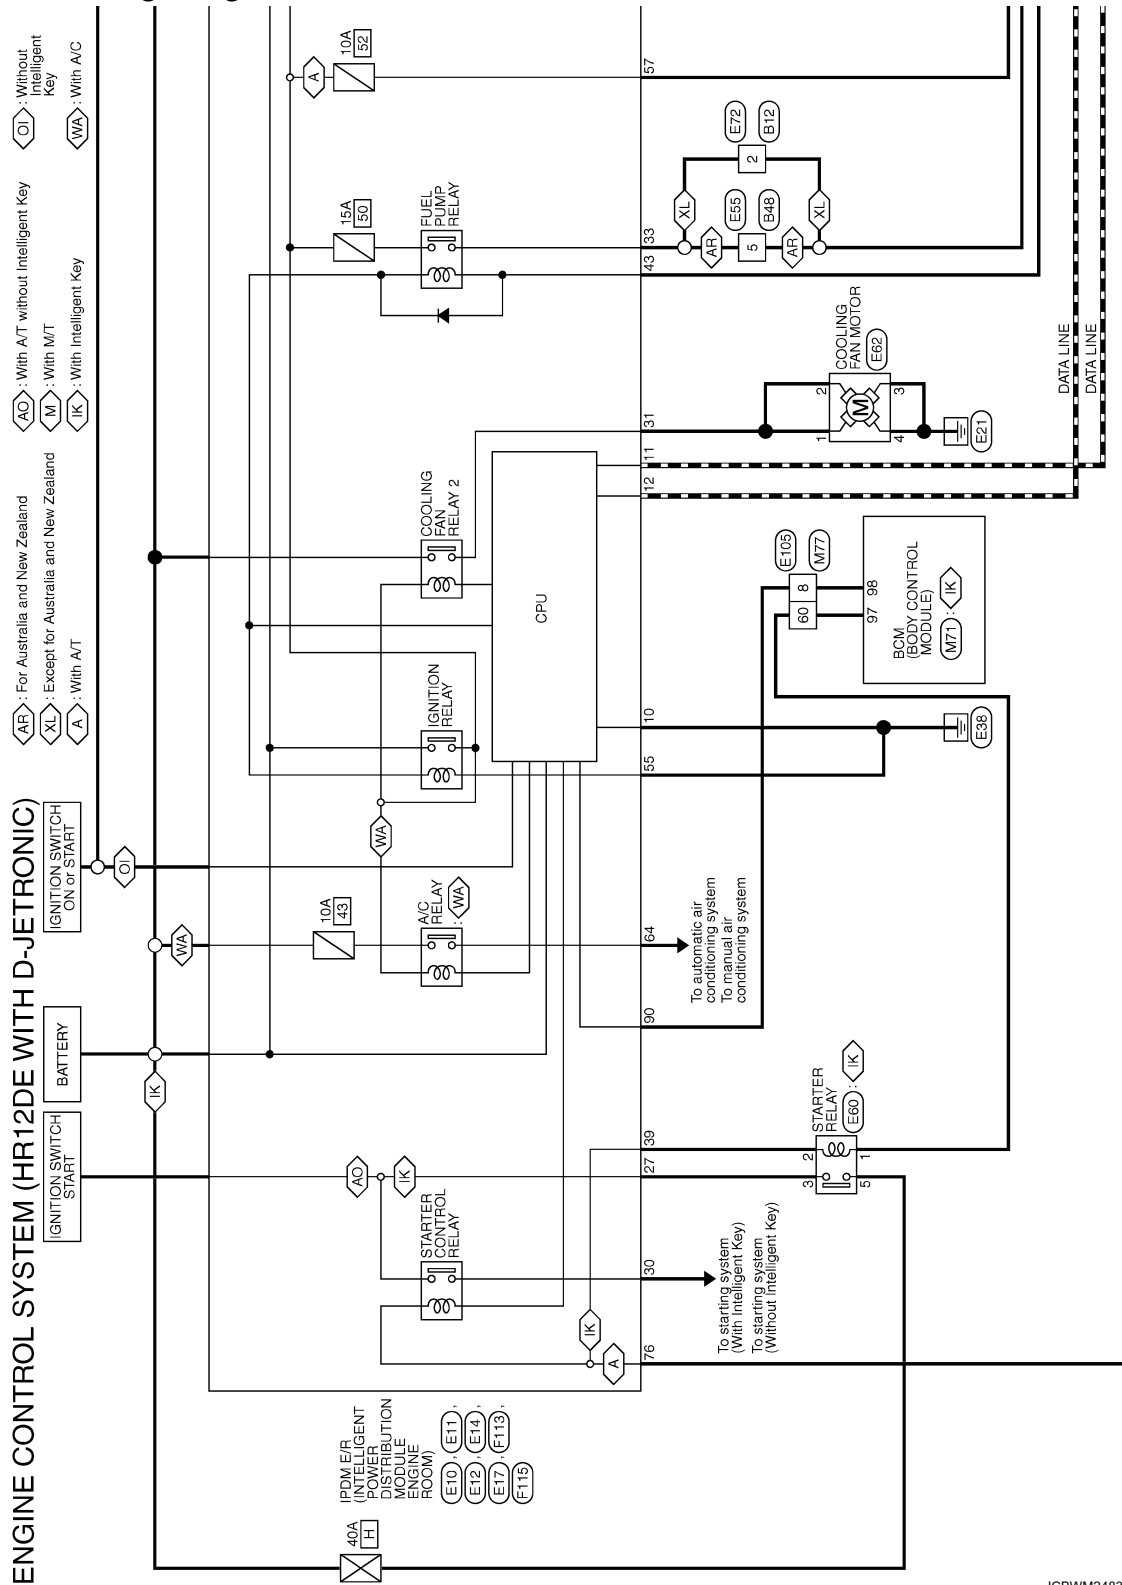 ENGINE CONTROL SYSTEM (HR12DE WITH D-JETRONIC)
AR : For Australia and New Zealand
XL : Except for Australia and New Zealand
A : With A/T
AO : With A/T without Intelligent Key
M : With M/T
IK : With Intelligent Key
OI : Without
Intelligent
Key
WA : With A/C
IGNITION SWITCH
START
BATTERY
IGNITION SWITCH
ON or START
IK
WA
OI
40A
H
IPDM E/R
(INTELLIGENT
POWER
DISTRIBUTION
MODULE
ENGINE
ROOM)
E10 , E11 ,
E12 , E14 ,
E17 , F113 ,
F115
AO
IK
STARTER
CONTROL
RELAY
IK
A
10A
43
A/C
RELAY
: WA
WA
IGNITION
RELAY
COOLING
FAN
RELAY 2
CPU
15A
50
FUEL
PUMP
RELAY
A
10A
52
76
30
27
39
90
64
55
10
12
11
31
43
33
57
To starting system
(With Intelligent Key)
To starting system
(Without Intelligent Key)
STARTER
RELAY
E60 : IK
3
2
5
1
To automatic air
conditioning system
To manual air
conditioning system
E38
BCM
(BODY CONTROL
MODULE)
M71 : IK
97
98
60
8
E105
M77
COOLING
FAN MOTOR
E62
1
2
4
3
E21
DATA LINE
DATA LINE
XL
AR
5
AR
XL
E55
B48
2
E72
B12
M